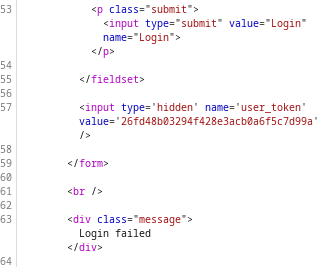 53 <p class="submit">
<input type="submit" value="Login"
name="Login">
</p>
54
55 </fieldset>
56
57 <input type='hidden' name='user_token'
value='26fd48b03294f428e3acb0a6f5c7d99a'
/>
58
59 </form>
60
61 <br />
62
63 <div class="message">
Login failed
</div>
64